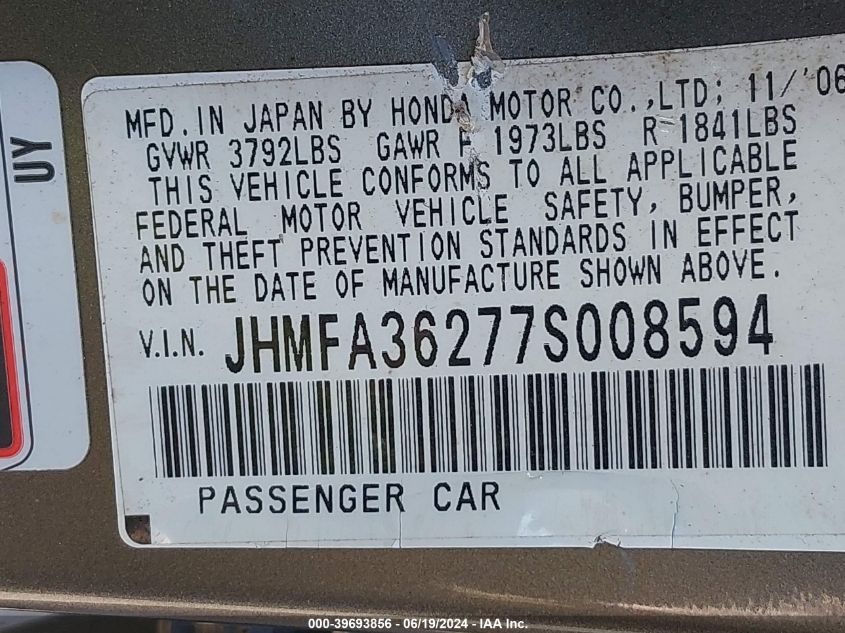 UY
MFD. IN JAPAN BY HONDA MOTOR CO.,LTD; 11/'06
GVWR 3792LBS GAWR F 1973LBS R 1841LBS
THIS VEHICLE CONFORMS TO ALL APPLICABLE
FEDERAL MOTOR VEHICLE SAFETY, BUMPER,
AND THEFT PREVENTION STANDARDS IN EFFECT
ON THE DATE OF MANUFACTURE SHOWN ABOVE.
V.I.N. JHMFA36277S008594
PASSENGER CAR
000-39693856 - 06/19/2024 - IAA Inc.